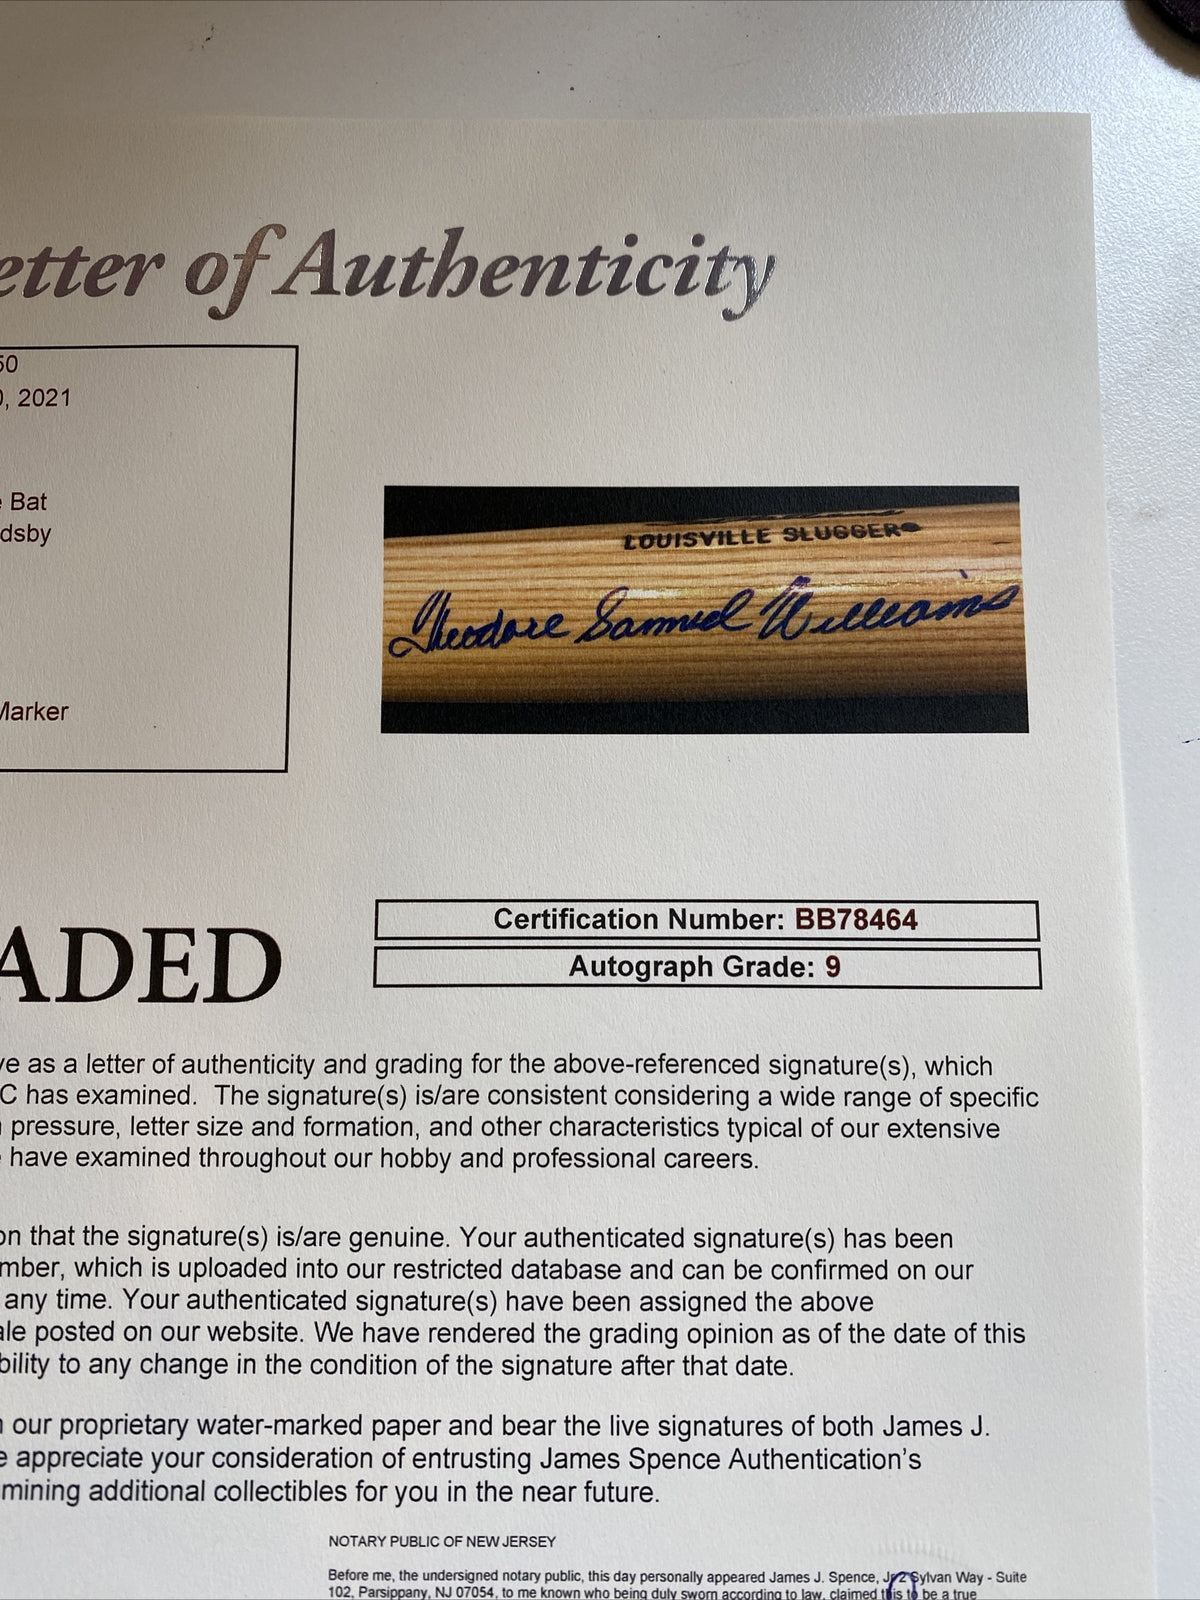 etter of Authenticity
50
0, 2021
Bat
dsby
Marker
LOUISVILLE SLUGGER
Theodore Samuel Williams
ADED
Certification Number: BB78464
Autograph Grade: 9
ve as a letter of authenticity and grading for the above-referenced signature(s), which
C has examined. The signature(s) is/are consistent considering a wide range of specific
pressure, letter size and formation, and other characteristics typical of our extensive
have examined throughout our hobby and professional careers.
on that the signature(s) is/are genuine. Your authenticated signature(s) has been
mber, which is uploaded into our restricted database and can be confirmed on our
any time. Your authenticated signature(s) have been assigned the above
ale posted on our website. We have rendered the grading opinion as of the date of this
bility to any change in the condition of the signature after that date.
our proprietary water-marked paper and bear the live signatures of both James J.
e appreciate your consideration of entrusting James Spence Authentication's
mining additional collectibles for you in the near future.
NOTARY PUBLIC OF NEW JERSEY
Before me, the undersigned notary public, this day personally appeared James J. Spence, Jr 2 Sylvan Way - Suite
102, Parsippany, NJ 07054, to me known who being duly sworn according to law, claimed this to be a true